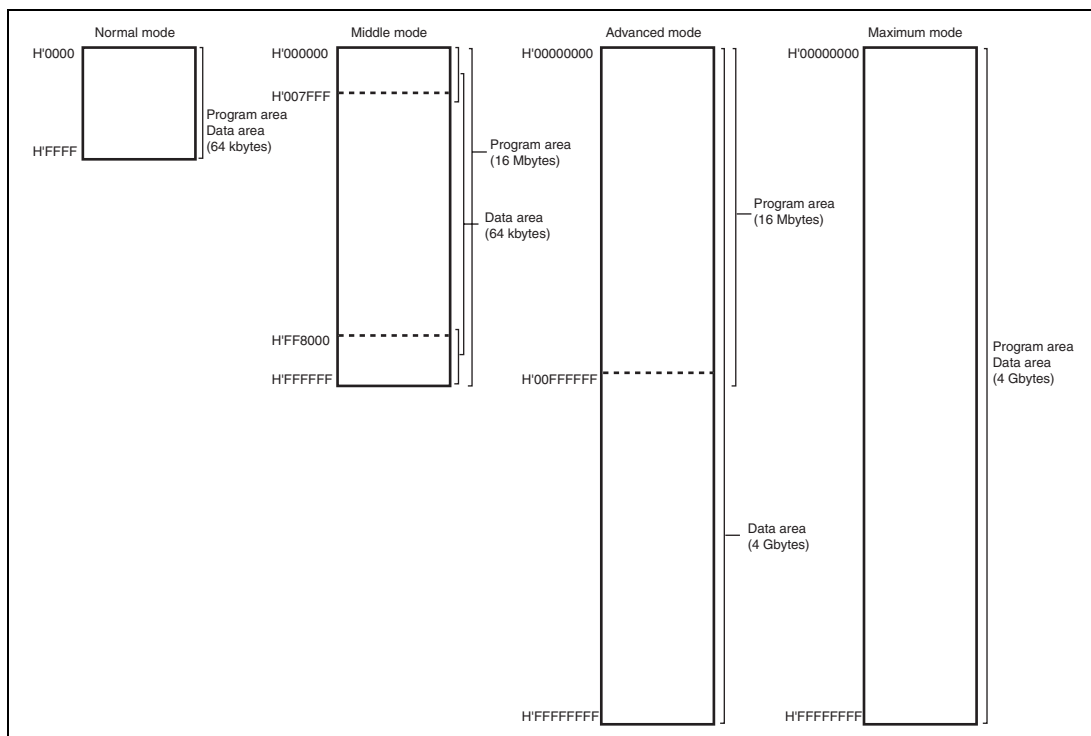 Normal mode
H'0000
H'FFFF
Program area
Data area
(64 kbytes)
Middle mode
H'000000
H'007FFF
H'FF8000
H'FFFFFF
Program area
(16 Mbytes)
Data area
(64 kbytes)
Advanced mode
H'00000000
H'00FFFFFF
H'FFFFFFFF
Program area
(16 Mbytes)
Data area
(4 Gbytes)
Maximum mode
H'00000000
H'FFFFFFFF
Program area
Data area
(4 Gbytes)